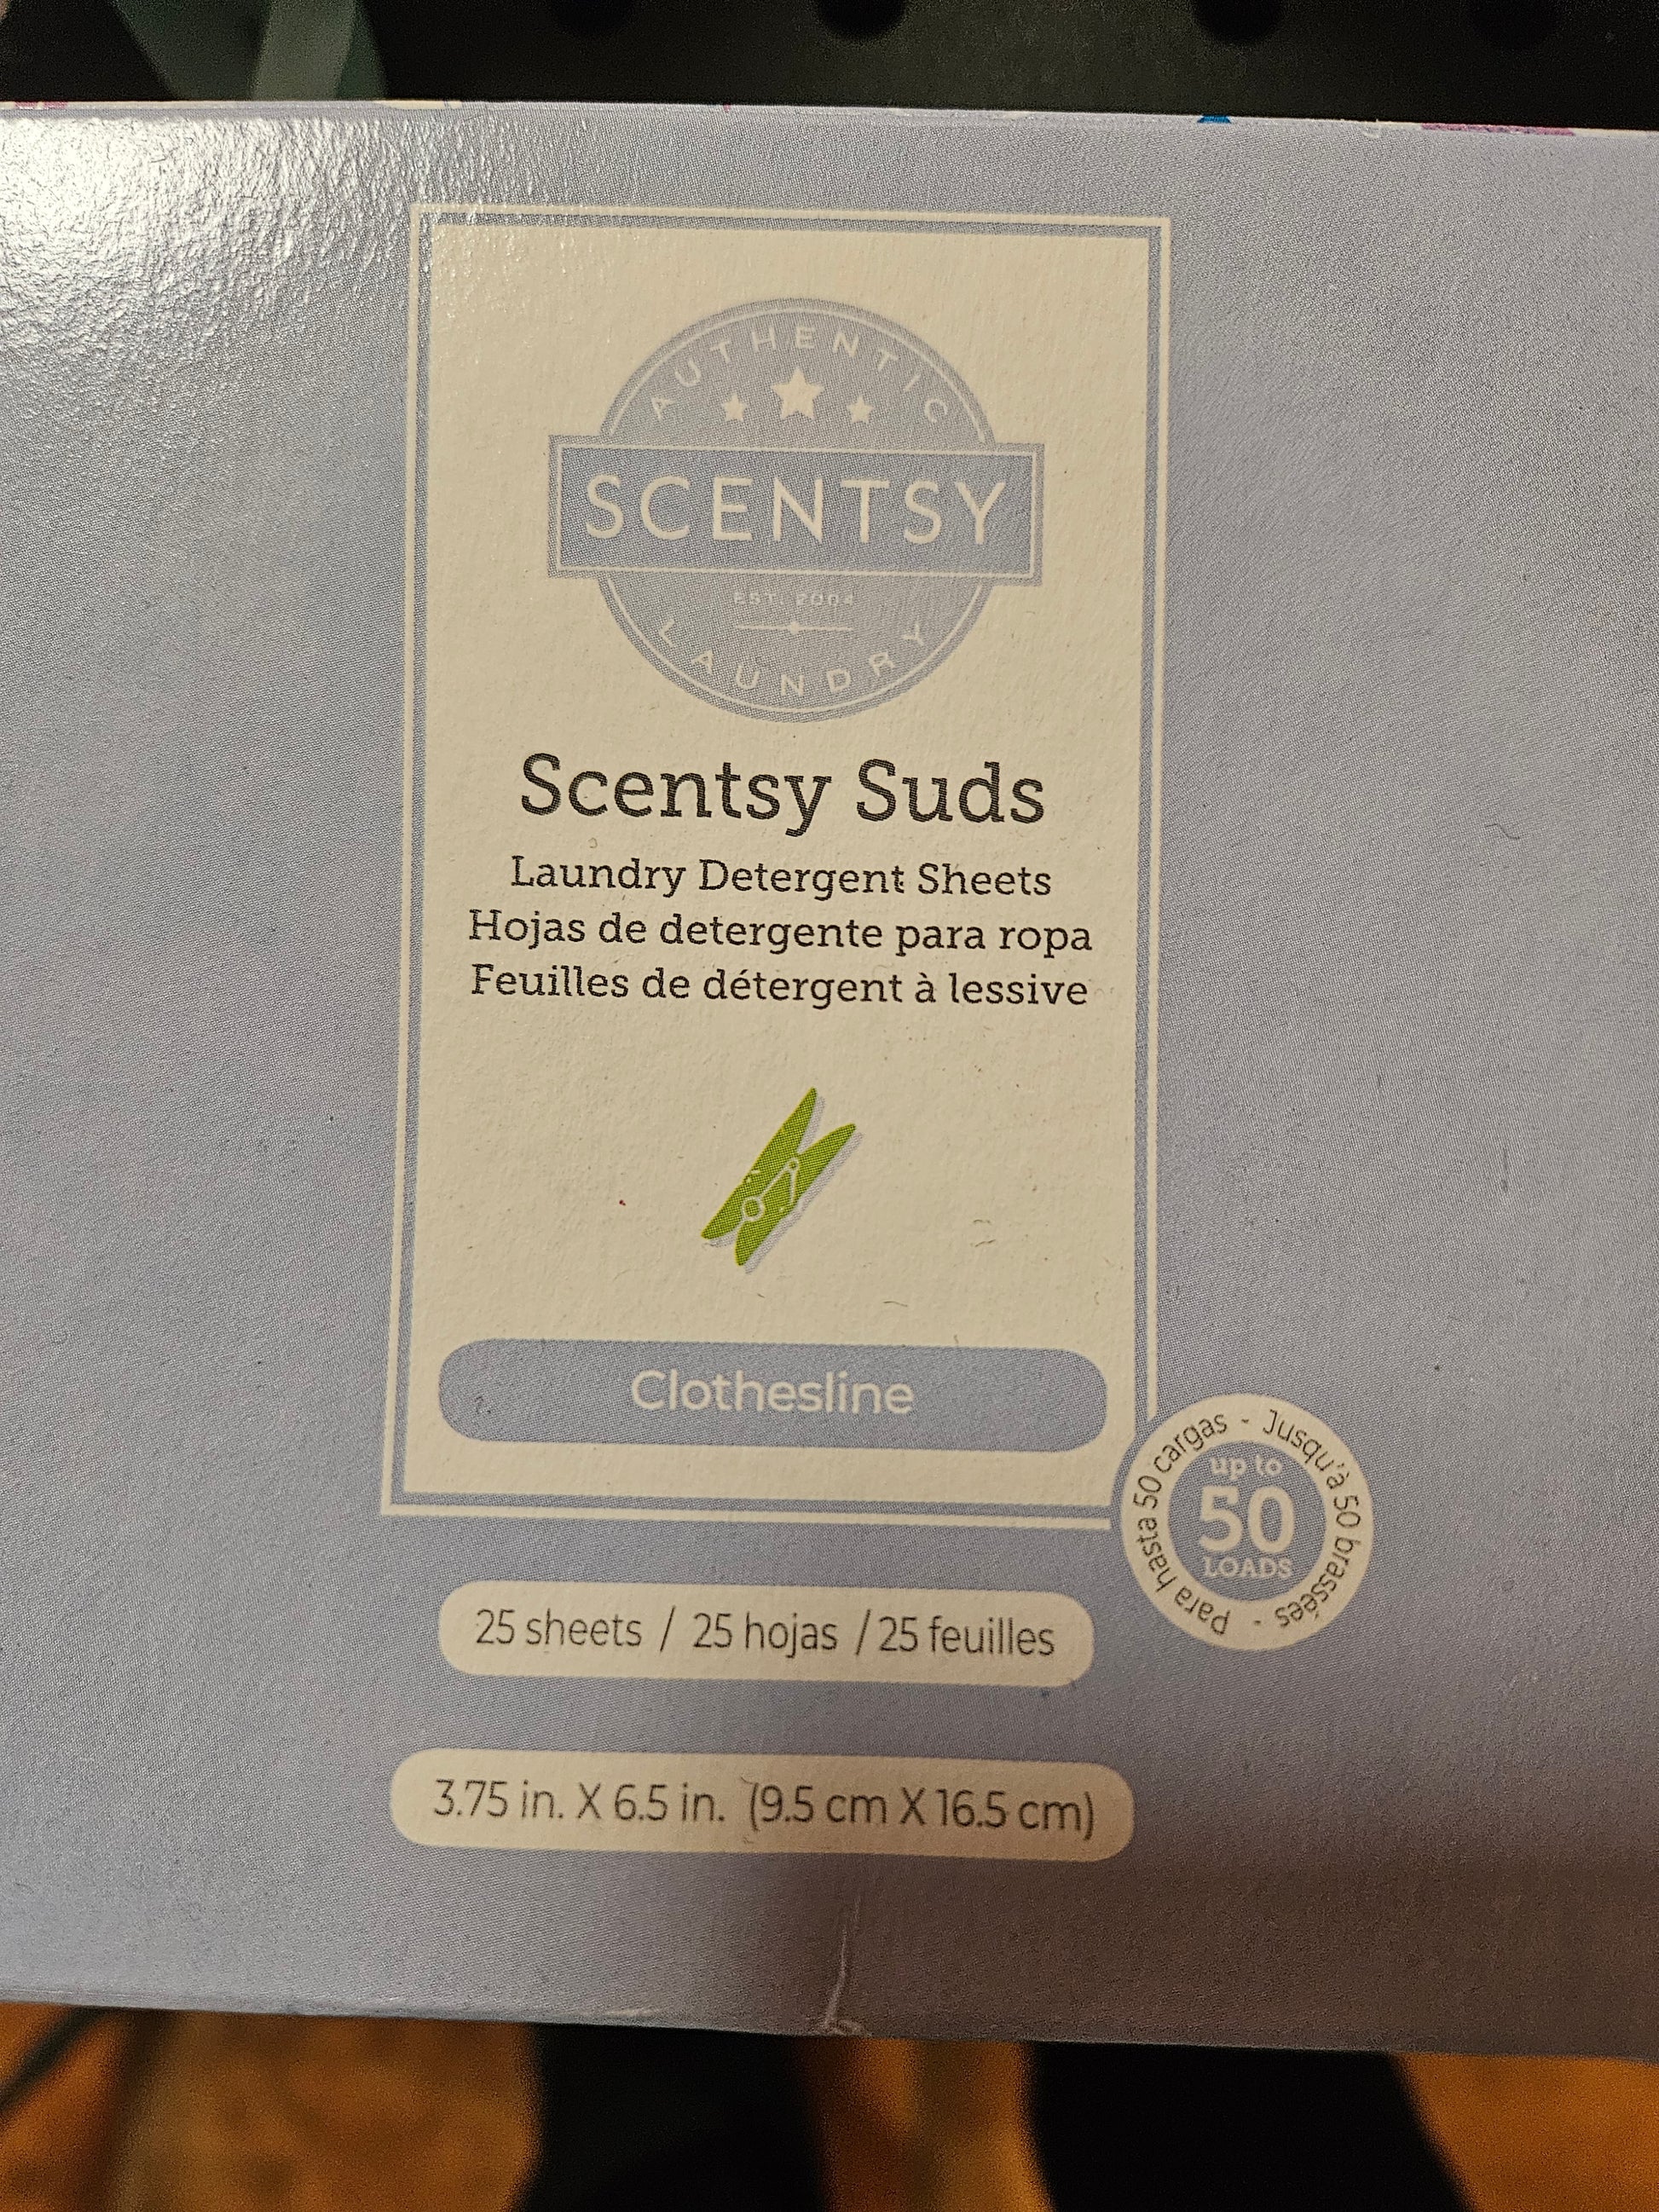 AUTHENTIC
SCENTSY
EST. 2004
LAUNDRY
Scentsy Suds
Laundry Detergent Sheets
Hojas de detergente para ropa
Feuilles de détergent à lessive
Clothesline
up to
50
LOADS
Para hasta 50 cargas - Jusqu'à 50 brassées -
25 sheets / 25 hojas / 25 feuilles
3.75 in. X 6.5 in. (9.5 cm X 16.5 cm)